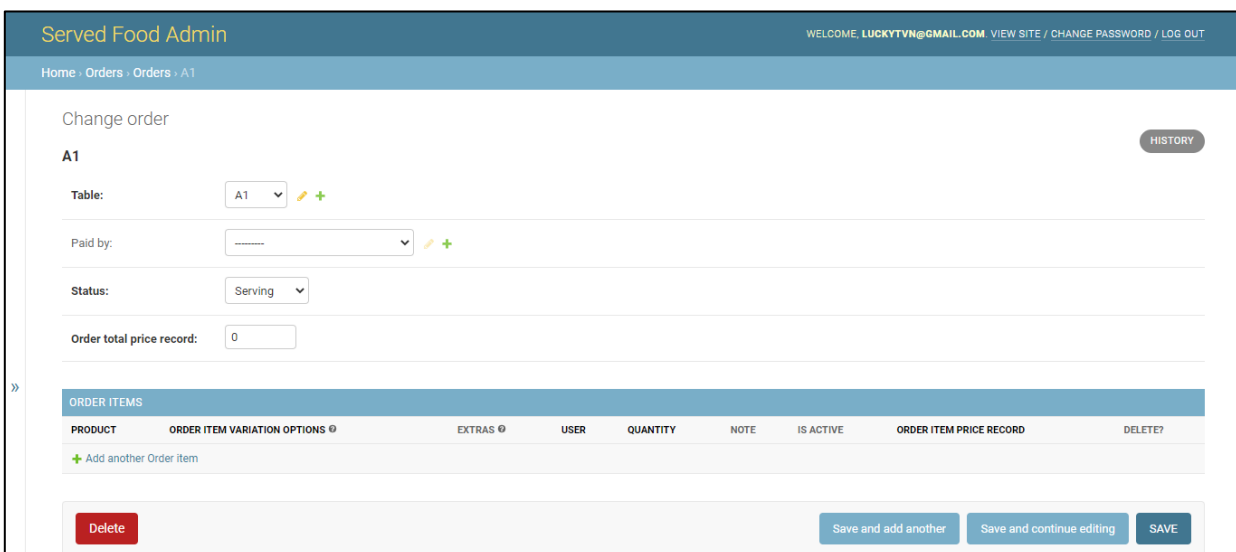 Served Food Admin
WELCOME, LUCKYTVN@GMAIL.COM. VIEW SITE / CHANGE PASSWORD / LOG OUT
Home › Orders › Orders › A1
Change order
HISTORY
A1
Table: A1
Paid by: ---------
Status: Serving
Order total price record: 0
»
ORDER ITEMS
PRODUCT ORDER ITEM VARIATION OPTIONS ? EXTRAS ? USER QUANTITY NOTE IS ACTIVE ORDER ITEM PRICE RECORD DELETE?
Add another Order item
Delete Save and add another Save and continue editing SAVE